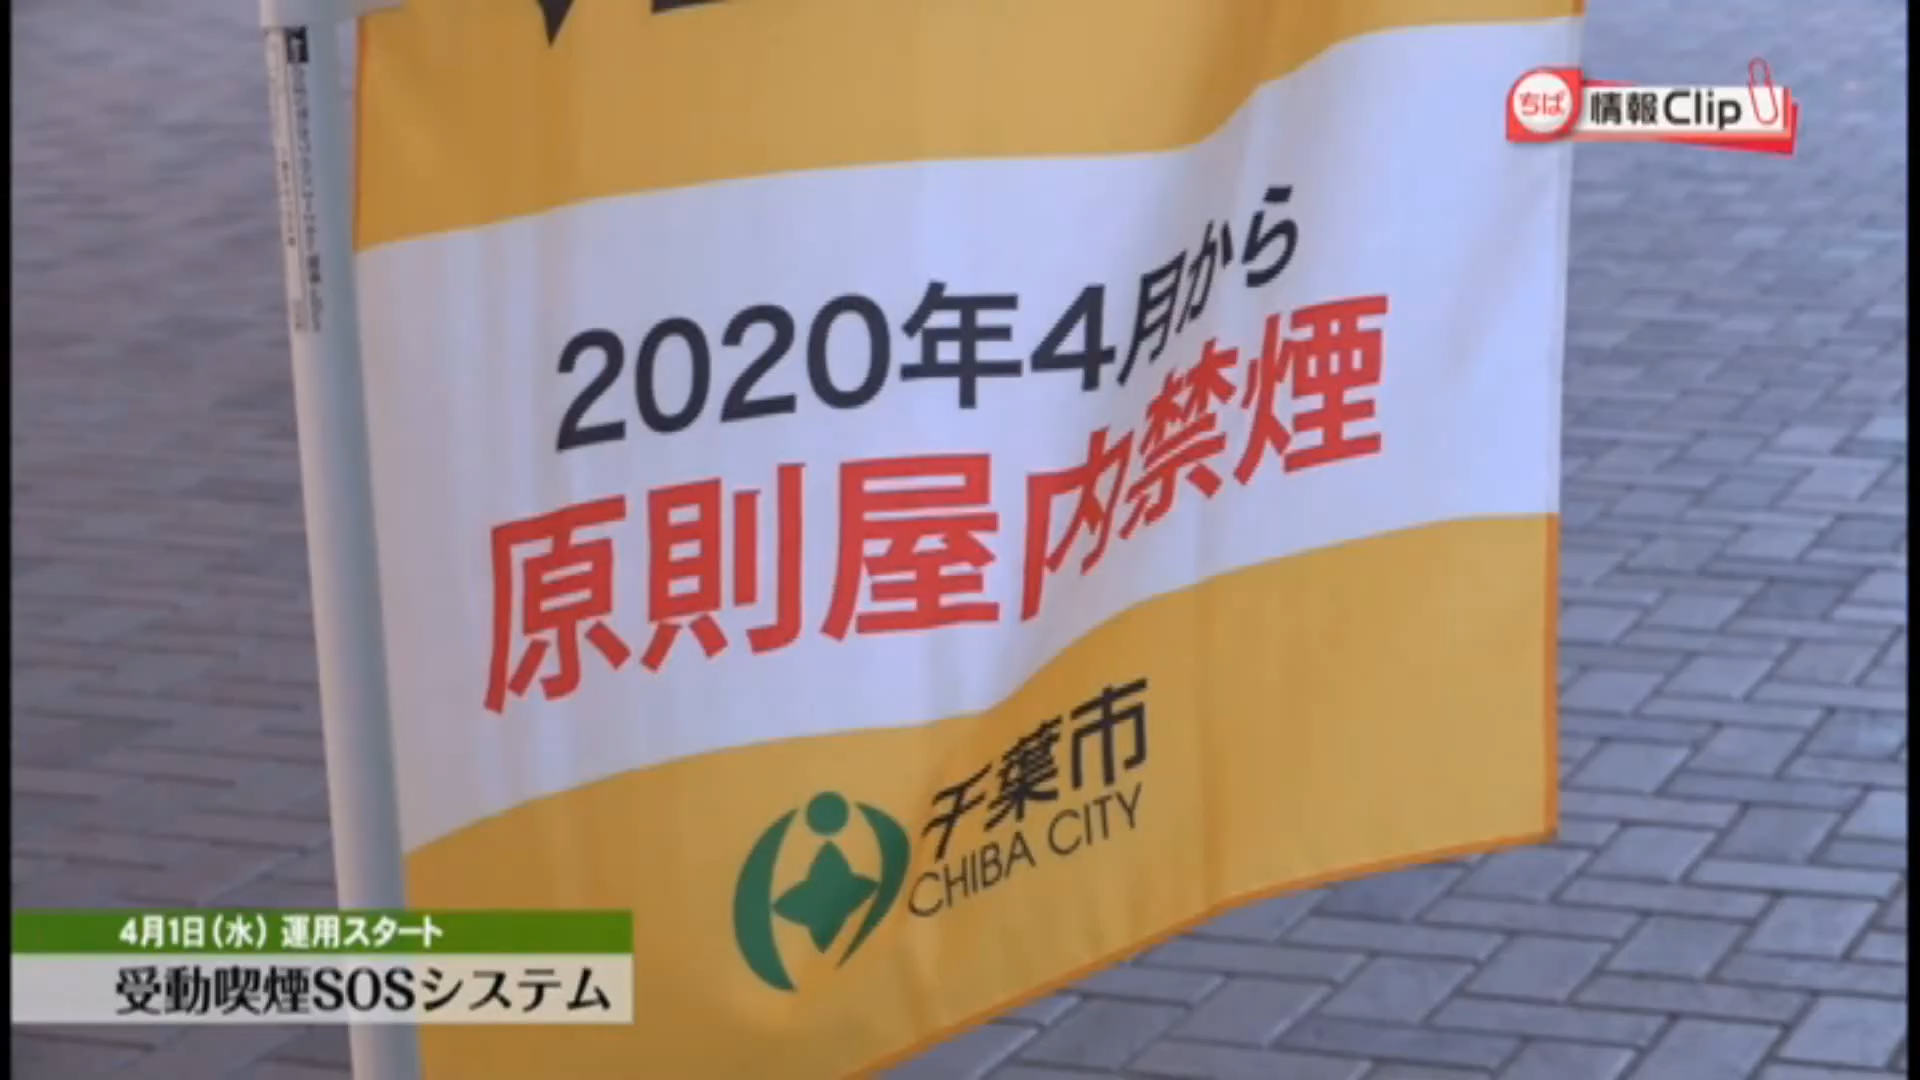 ちば 情報Clip
2020年4月から
原則屋内禁煙
千葉市
CHIBA CITY
4月1日(水) 運用スタート
受動喫煙SOSシステム